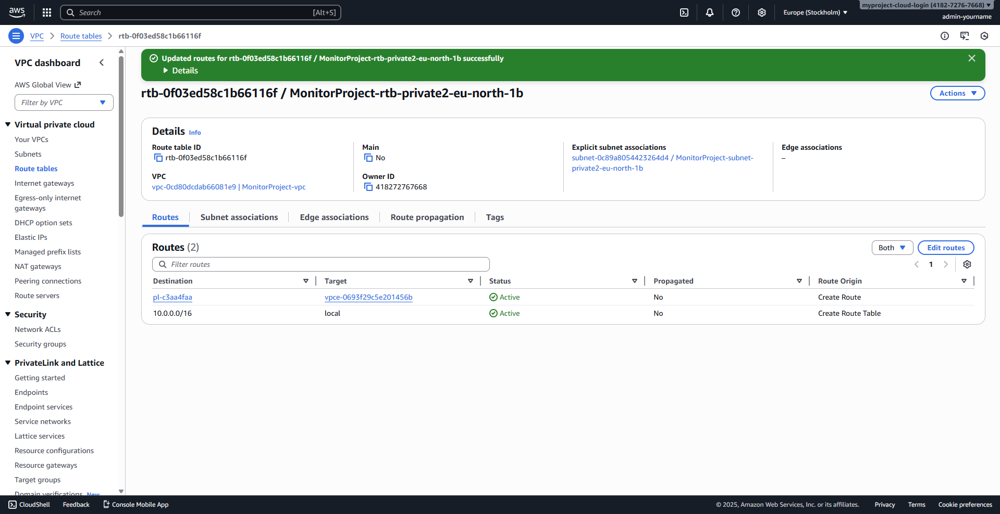 aws
Search
[Alt+S]
Europe (Stockholm)
myproject-cloud-login (4182-7276-7668)
admin-yourname
VPC
Route tables
rtb-0f03ed58c1b66116f
VPC dashboard
AWS Global View
Filter by VPC
Virtual private cloud
Your VPCs
Subnets
Route tables
Internet gateways
Egress-only internet
gateways
DHCP option sets
Elastic IPs
Managed prefix lists
NAT gateways
Peering connections
Route servers
Security
Network ACLs
Security groups
PrivateLink and Lattice
Getting started
Endpoints
Endpoint services
Service networks
Lattice services
Resource configurations
Resource gateways
Target groups
Domain verifications New
Updated routes for rtb-0f03ed58c1b66116f / MonitorProject-rtb-private2-eu-north-1b successfully
Details
rtb-0f03ed58c1b66116f / MonitorProject-rtb-private2-eu-north-1b
Actions
Details Info
Route table ID
rtb-0f03ed58c1b66116f
Main
No
Explicit subnet associations
subnet-0c89a8054423264d4 / MonitorProject-subnet-
private2-eu-north-1b
Edge associations
–
VPC
vpc-0cd80dcdab66081e9 | MonitorProject-vpc
Owner ID
418272767668
Routes
Subnet associations
Edge associations
Route propagation
Tags
Routes (2)
Both
Edit routes
Filter routes
1
Destination Target Status Propagated Route Origin
pl-c3aa4faa vpce-0693f29c5e201456b Active No Create Route
10.0.0.0/16 local Active No Create Route Table
CloudShell
Feedback
Console Mobile App
© 2025, Amazon Web Services, Inc. or its affiliates.
Privacy
Terms
Cookie preferences